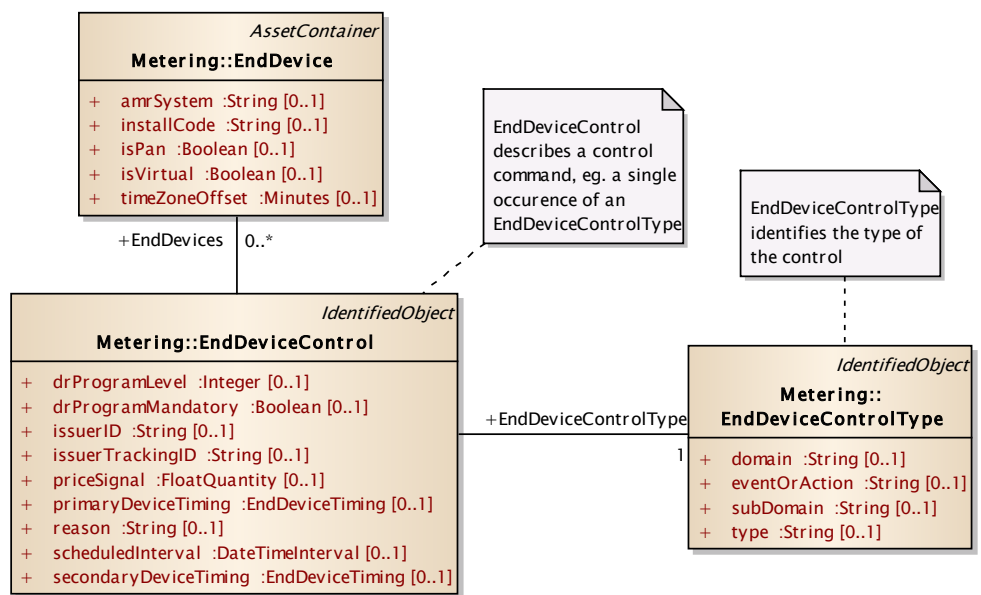 AssetContainer
Metering::EndDevice
+ amrSystem :String [0..1]
+ installCode :String [0..1]
+ isPan :Boolean [0..1]
+ isVirtual :Boolean [0..1]
+ timeZoneOffset :Minutes [0..1]
+EndDevices 0..*
EndDeviceControl
describes a control
command, eg. a single
occurence of an
EndDeviceControlType
EndDeviceControlType
identifies the type of
the control
IdentifiedObject
Metering::EndDeviceControl
+ drProgramLevel :Integer [0..1]
+ drProgramMandatory :Boolean [0..1]
+ issuerID :String [0..1]
+ issuerTrackingID :String [0..1]
+ priceSignal :FloatQuantity [0..1]
+ primaryDeviceTiming :EndDeviceTiming [0..1]
+ reason :String [0..1]
+ scheduledInterval :DateTimeInterval [0..1]
+ secondaryDeviceTiming :EndDeviceTiming [0..1]
+EndDeviceControlType
1
IdentifiedObject
Metering::
EndDeviceControlType
+ domain :String [0..1]
+ eventOrAction :String [0..1]
+ subDomain :String [0..1]
+ type :String [0..1]